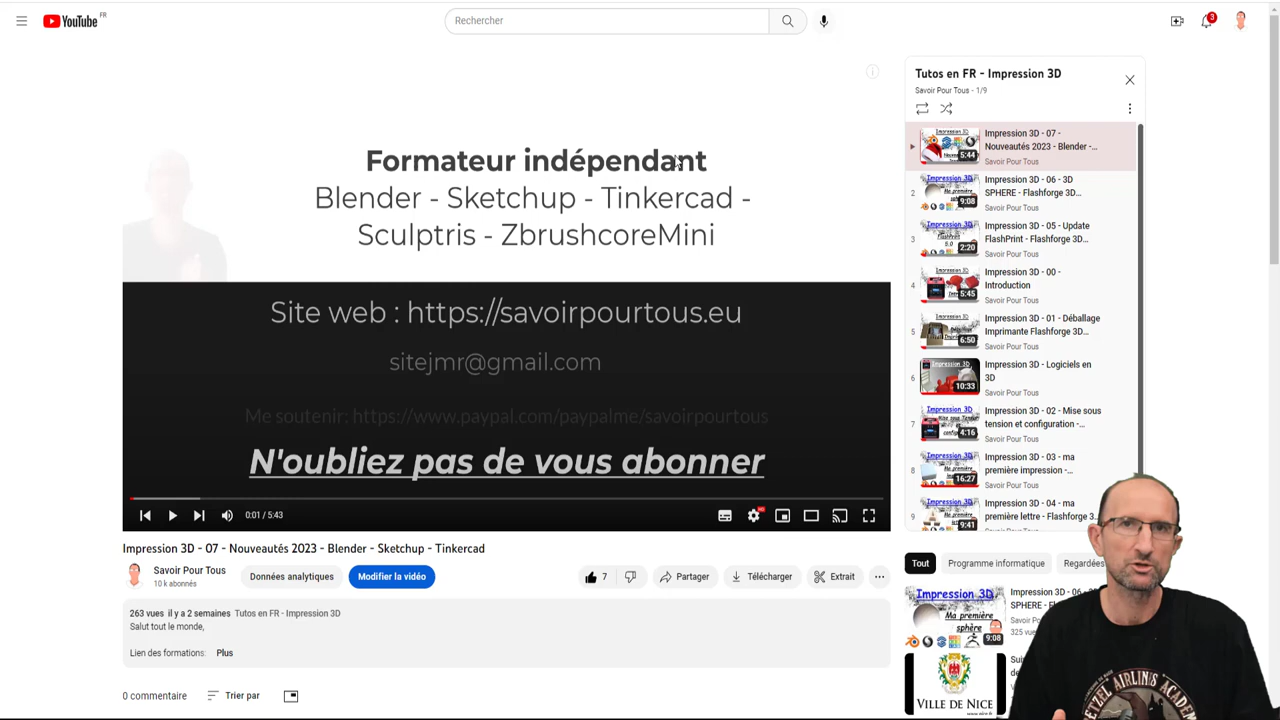 YouTube FR
Rechercher
3
Formateur indépendant
Blender - Sketchup - Tinkercad -
Sculptris - ZbrushcoreMini
Site web : https://savoirpourtous.eu
sitejmr@gmail.com
Me soutenir: https://www.paypal.com/paypalme/savoirpourtous
N'oubliez pas de vous abonner
0:01 / 5:43
Impression 3D - 07 - Nouveautés 2023 - Blender - Sketchup - Tinkercad
Savoir Pour Tous
10 k abonnés
Données analytiques
Modifier la vidéo
7
Partager
Télécharger
Extrait
263 vues il y a 2 semaines Tutos en FR - Impression 3D
Salut tout le monde,
Lien des formations: Plus
0 commentaire
Trier par
Tutos en FR - Impression 3D
Savoir Pour Tous - 1/9
5:44
Impression 3D - 07 -
Nouveautés 2023 - Blender -...
Savoir Pour Tous
2
9:08
Impression 3D - 06 - 3D
SPHERE - Flashforge 3D...
Savoir Pour Tous
3
2:20
Impression 3D - 05 - Update
FlashPrint - Flashforge 3D...
Savoir Pour Tous
4
5:45
Impression 3D - 00 -
Introduction
Savoir Pour Tous
5
6:50
Impression 3D - 01 - Déballage
Imprimante Flashforge 3D...
Savoir Pour Tous
6
10:33
Impression 3D - Logiciels en
3D
Savoir Pour Tous
7
4:16
Impression 3D - 02 - Mise sous
tension et configuration -...
Savoir Pour Tous
8
16:27
Impression 3D - 03 - ma
première impression -...
Savoir Pour Tous
9
9:41
Impression 3D - 04 - ma
première lettre - Flashforge 3
Tout
Programme informatique
Regardées
Impression 3D
Ma première
sphère
9:08
Impression 3D - 06
SPHERE - F
Savoir Po
325 vues
VILLE DE NICE